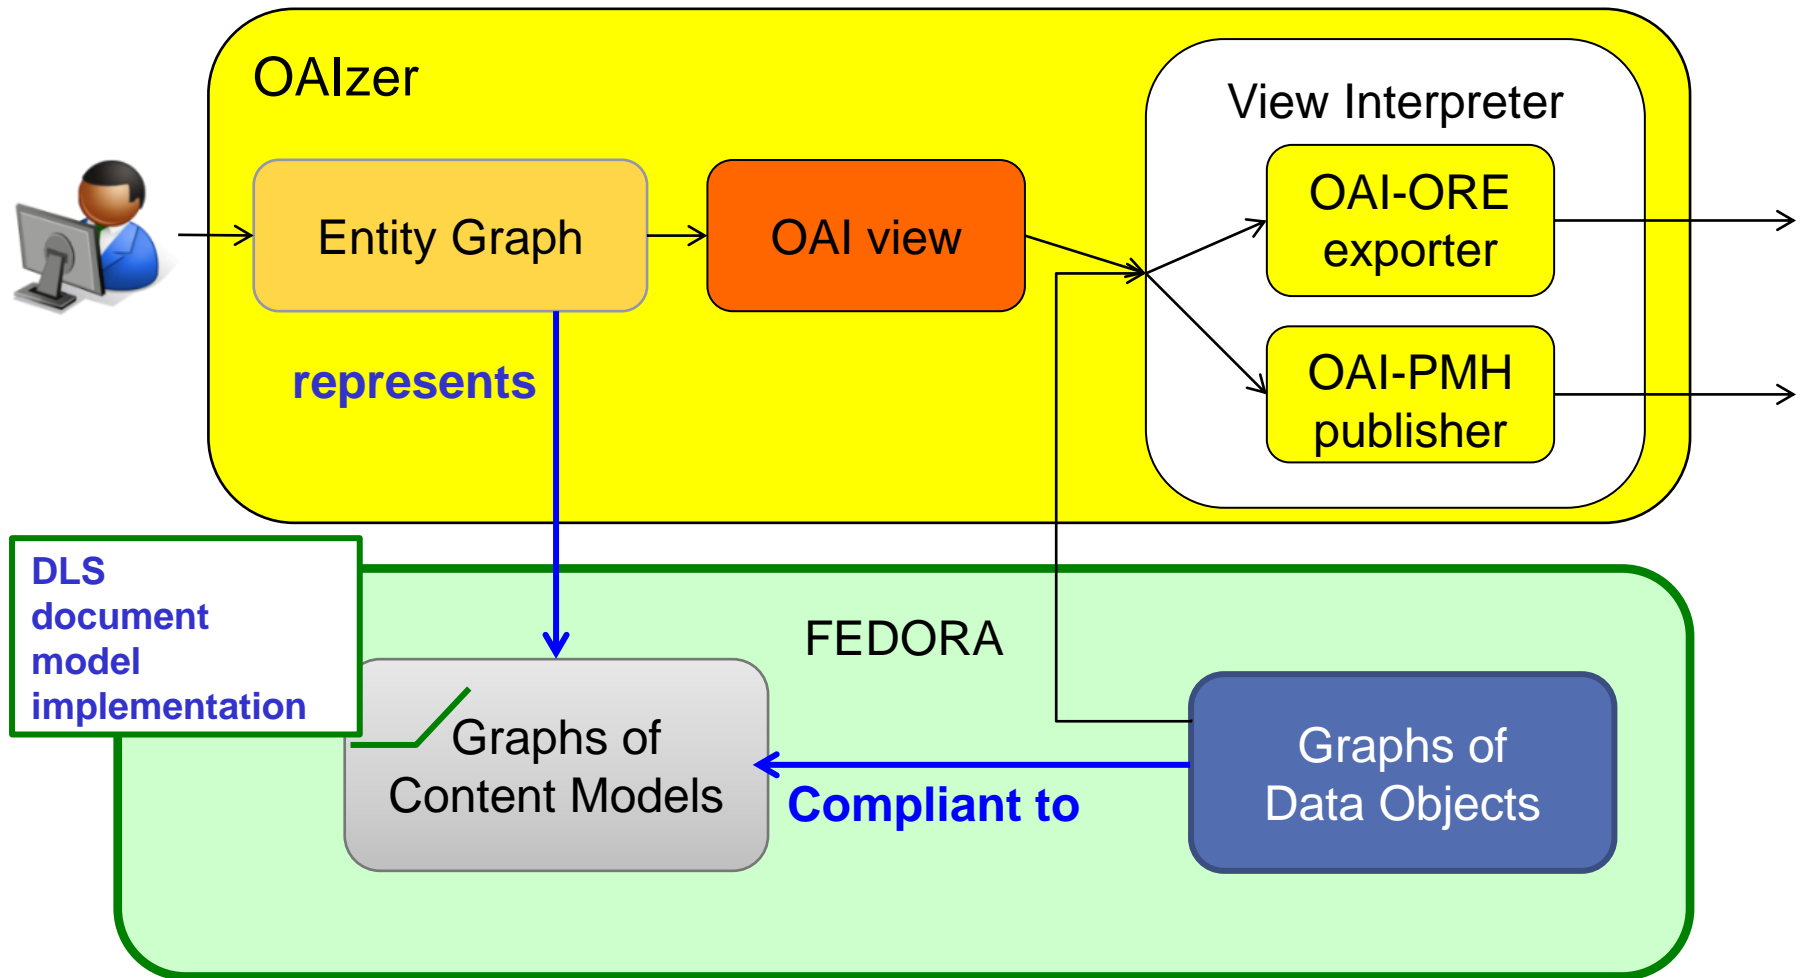 OAIzer
View Interpreter
Entity Graph
OAI view
OAI-ORE
exporter
OAI-PMH
publisher
represents
DLS
document
model
implementation
FEDORA
Graphs of
Content Models
Compliant to
Graphs of
Data Objects